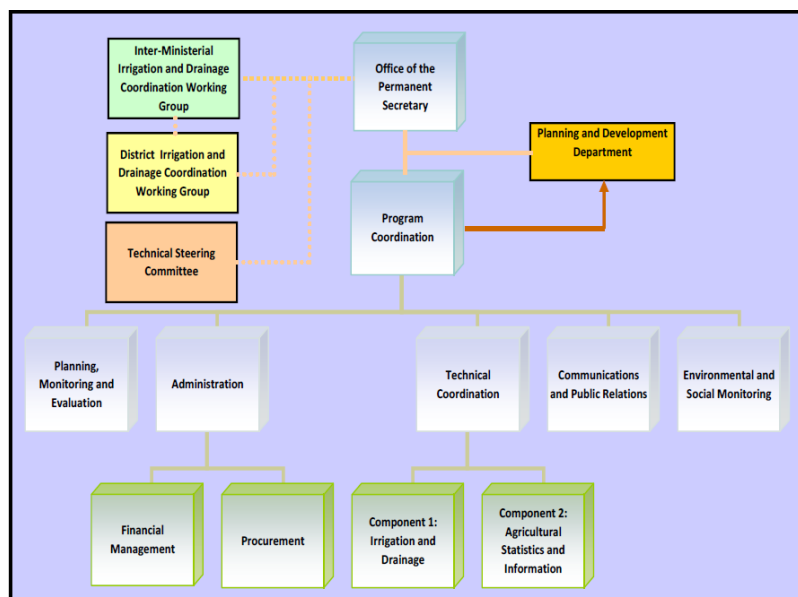 Inter-Ministerial
Irrigation and Drainage
Coordination Working
Group
Office of the
Permanent
Secretary
Planning and Development
Department
District Irrigation and
Drainage Coordination
Working Group
Program
Coordination
Technical Steering
Committee
Planning,
Monitoring and
Evaluation
Administration
Technical
Coordination
Communications
and Public Relations
Environmental and
Social Monitoring
Financial
Management
Procurement
Component 1:
Irrigation and
Drainage
Component 2:
Agricultural
Statistics and
Information